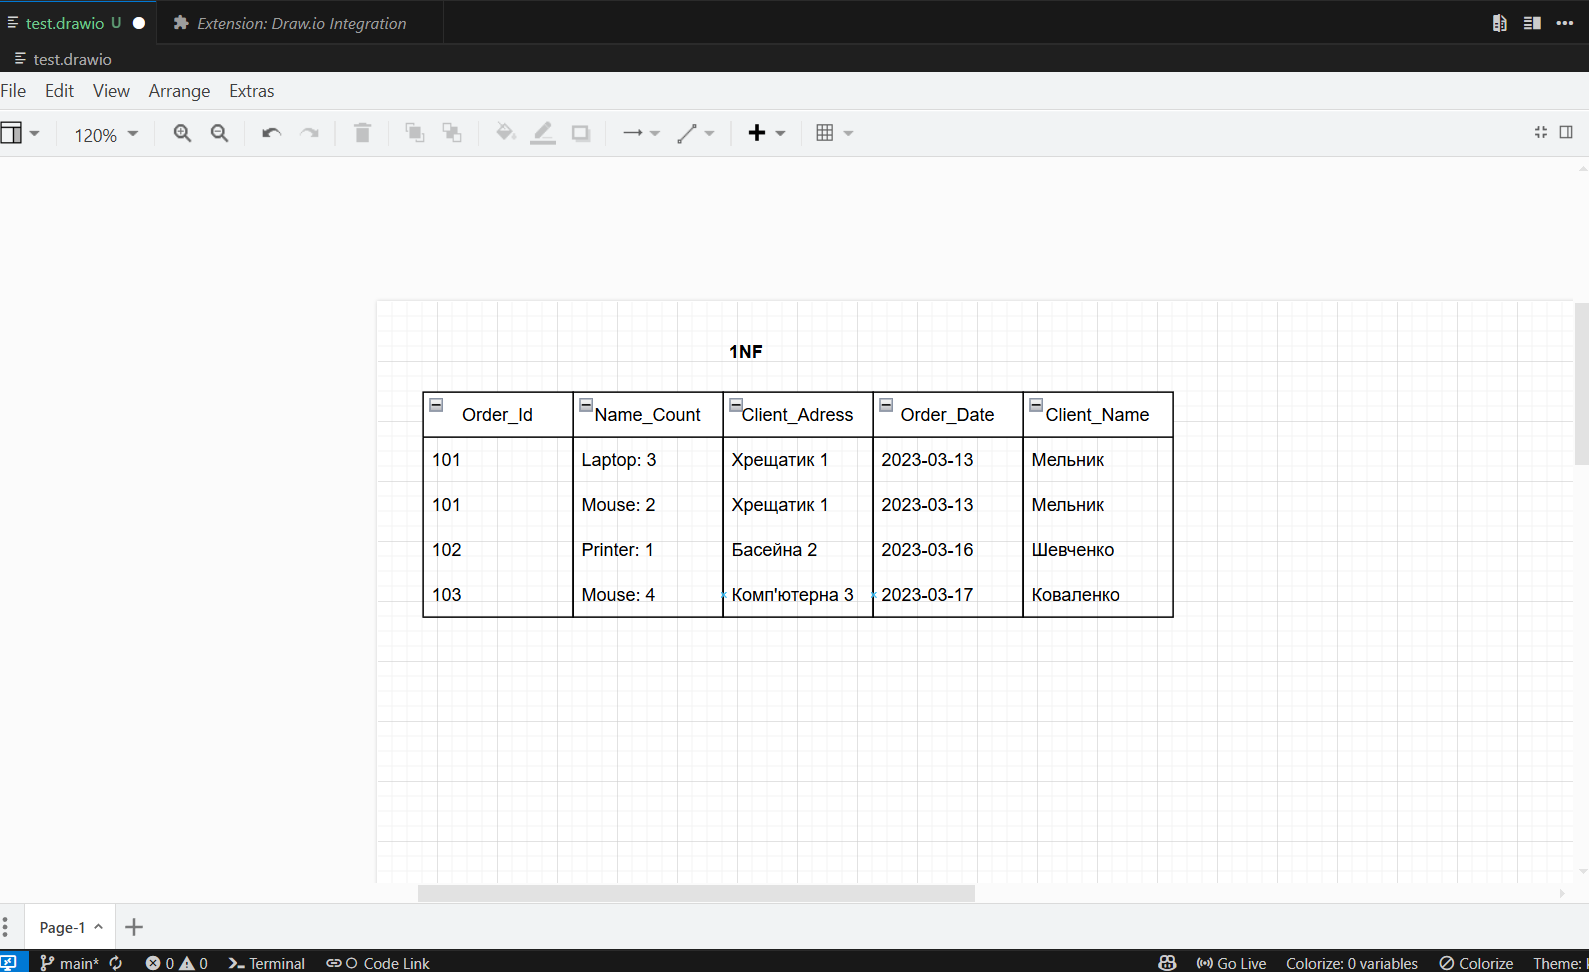 test.drawio U Extension: Draw.io Integration
test.drawio
File Edit View Arrange Extras
120%
1NF
Order_Id Name_Count Client_Adress Order_Date Client_Name
101 Laptop: 3 Хрещатик 1 2023-03-13 Мельник
101 Mouse: 2 Хрещатик 1 2023-03-13 Мельник
102 Printer: 1 Басейна 2 2023-03-16 Шевченко
103 Mouse: 4 Комп'ютерна 3 2023-03-17 Коваленко
Page-1
main* 0 0 Terminal Code Link Go Live Colorize: 0 variables Colorize Theme: